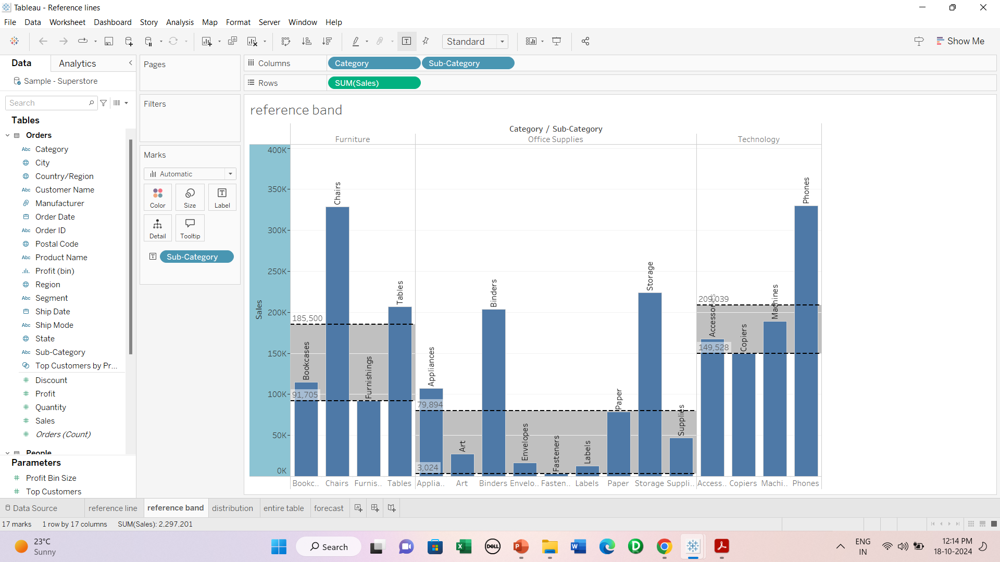 Tableau - Reference lines
File Data Worksheet Dashboard Story Analysis Map Format Server Window Help
Standard
Show Me
Data Analytics
Sample - Superstore
Search
Tables
Orders
Abc Category
City
Country/Region
Abc Customer Name
Manufacturer
Order Date
Abc Order ID
Postal Code
Abc Product Name
Profit (bin)
Region
Abc Segment
Ship Date
Abc Ship Mode
State
Abc Sub-Category
Top Customers by Pr...
# Discount
# Profit
# Quantity
# Sales
# Orders (Count)
People
Parameters
# Profit Bin Size
# Top Customers
Pages
Filters
Marks
Automatic
Color Size Label
Detail Tooltip
Sub-Category
Columns Category Sub-Category
Rows SUM(Sales)
reference band
Category / Sub-Category
Furniture Office Supplies Technology
Sales
400K
350K
300K
250K
200K
150K
100K
50K
0K
Bookcases
Chairs
Furnishings
Tables
Appliances
Art
Binders
Envelopes
Fasteners
Labels
Paper
Storage
Supplies
Accessories
Copiers
Machines
Phones
185,500
91,705
79,894
3,024
209,039
149,528
Bookc.. Chairs Furnis.. Tables Applia.. Art Binders Envelo.. Fasten.. Labels Paper Storage Suppli.. Access.. Copiers Machi.. Phones
Data Source reference line reference band distribution entire table forecast
17 marks 1 row by 17 columns SUM(Sales): 2,297,201
23°C
Sunny
Search
DELL
ENG
IN
12:14 PM
18-10-2024